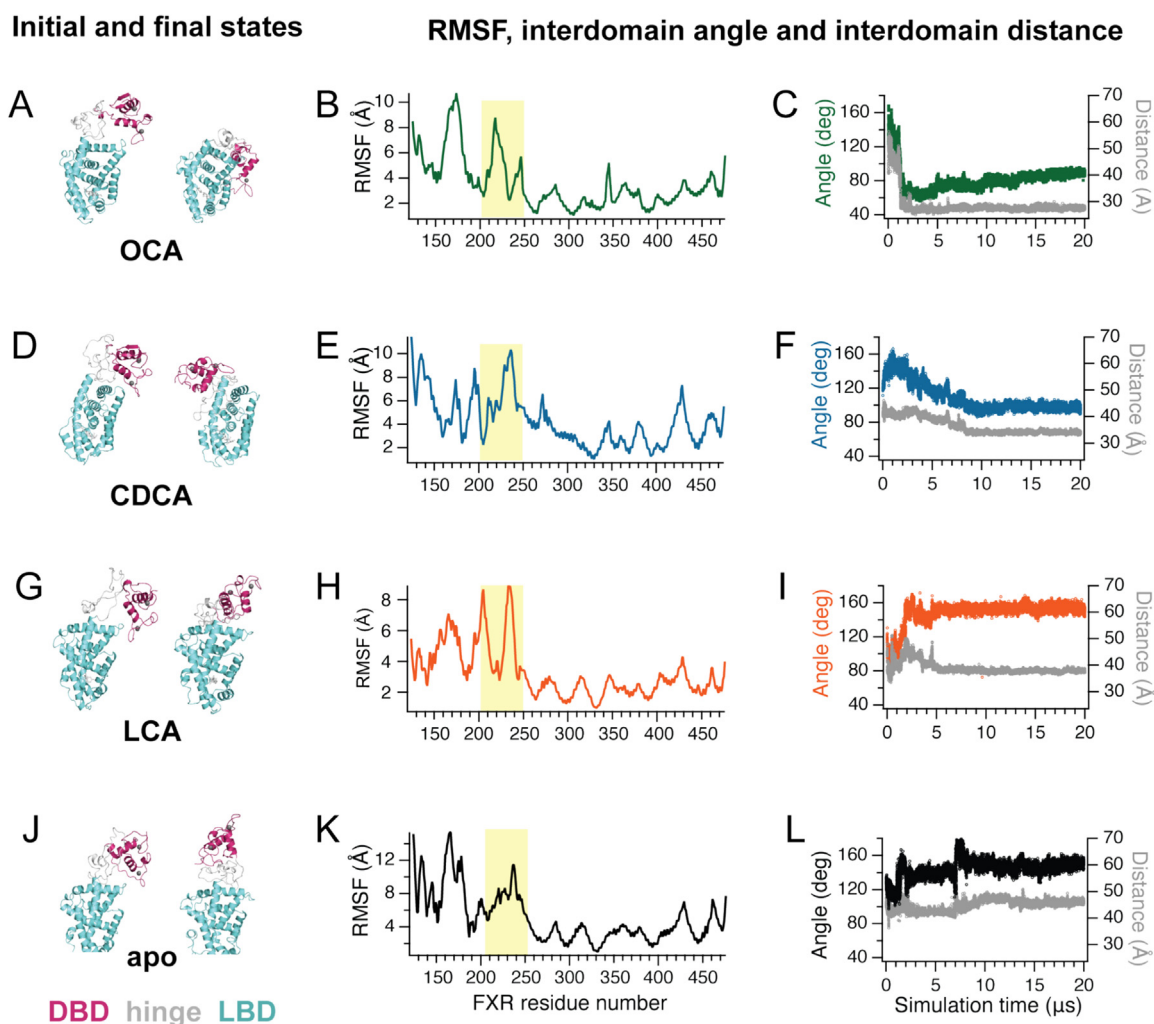 Initial and final states
RMSF, interdomain angle and interdomain distance
A
OCA
B
RMSF (Å)
10
8
6
4
2
150 200 250 300 350 400 450
C
Angle (deg)
160
120
80
40
70
60
50
40
30
Distance (A)
0 5 10 15 20
D
CDCA
E
RMSF (Å)
10
8
6
4
2
150 200 250 300 350 400 450
F
Angle (deg)
160
120
80
40
70
60
50
40
30
Distance (Å)
0 5 10 15 20
G
LCA
H
RMSF (Å)
8
6
4
2
150 200 250 300 350 400 450
I
Angle (deg)
160
120
80
40
70
60
50
40
30
Distance (Å)
0 5 10 15 20
J
apo
K
RMSF (Å)
12
8
4
150 200 250 300 350 400 450
FXR residue number
L
Angle (deg)
160
120
80
40
70
60
50
40
30
Distance (Å)
0 5 10 15 20
Simulation time (μs)
DBD hinge LBD